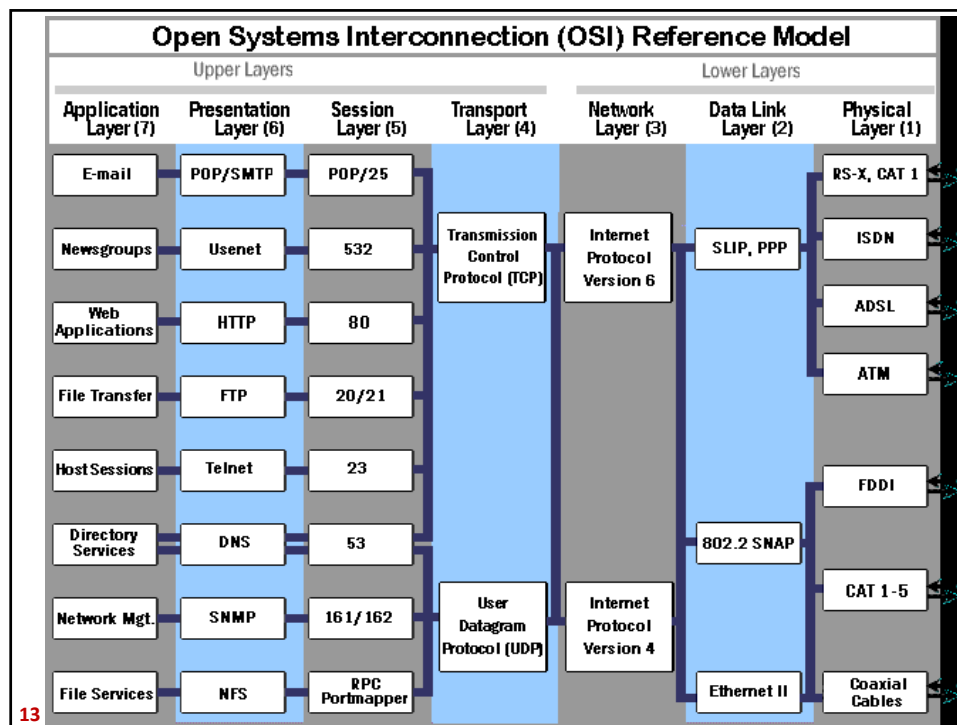 Open Systems Interconnection (OSI) Reference Model
Upper Layers
Lower Layers
Application
Layer (7)
Presentation
Layer (6)
Session
Layer (5)
Transport
Layer (4)
Network
Layer (3)
Data Link
Layer (2)
Physical
Layer (1)
E-mail
POP/SMTP
POP/25
RS-X, CAT 1
Newsgroups
Usenet
532
Transmission
Control
Protocol (TCP)
Internet
Protocol
Version 6
SLIP, PPP
ISDN
Web
Applications
HTTP
80
ADSL
File Transfer
FTP
20/21
ATM
Host Sessions
Telnet
23
FDDI
Directory
Services
DNS
53
802.2 SNAP
Network Mgt.
SNMP
161/162
User
Datagram
Protocol (UDP)
Internet
Protocol
Version 4
CAT 1-5
File Services
NFS
RPC
Portmapper
Ethernet II
Coaxial
Cables
13